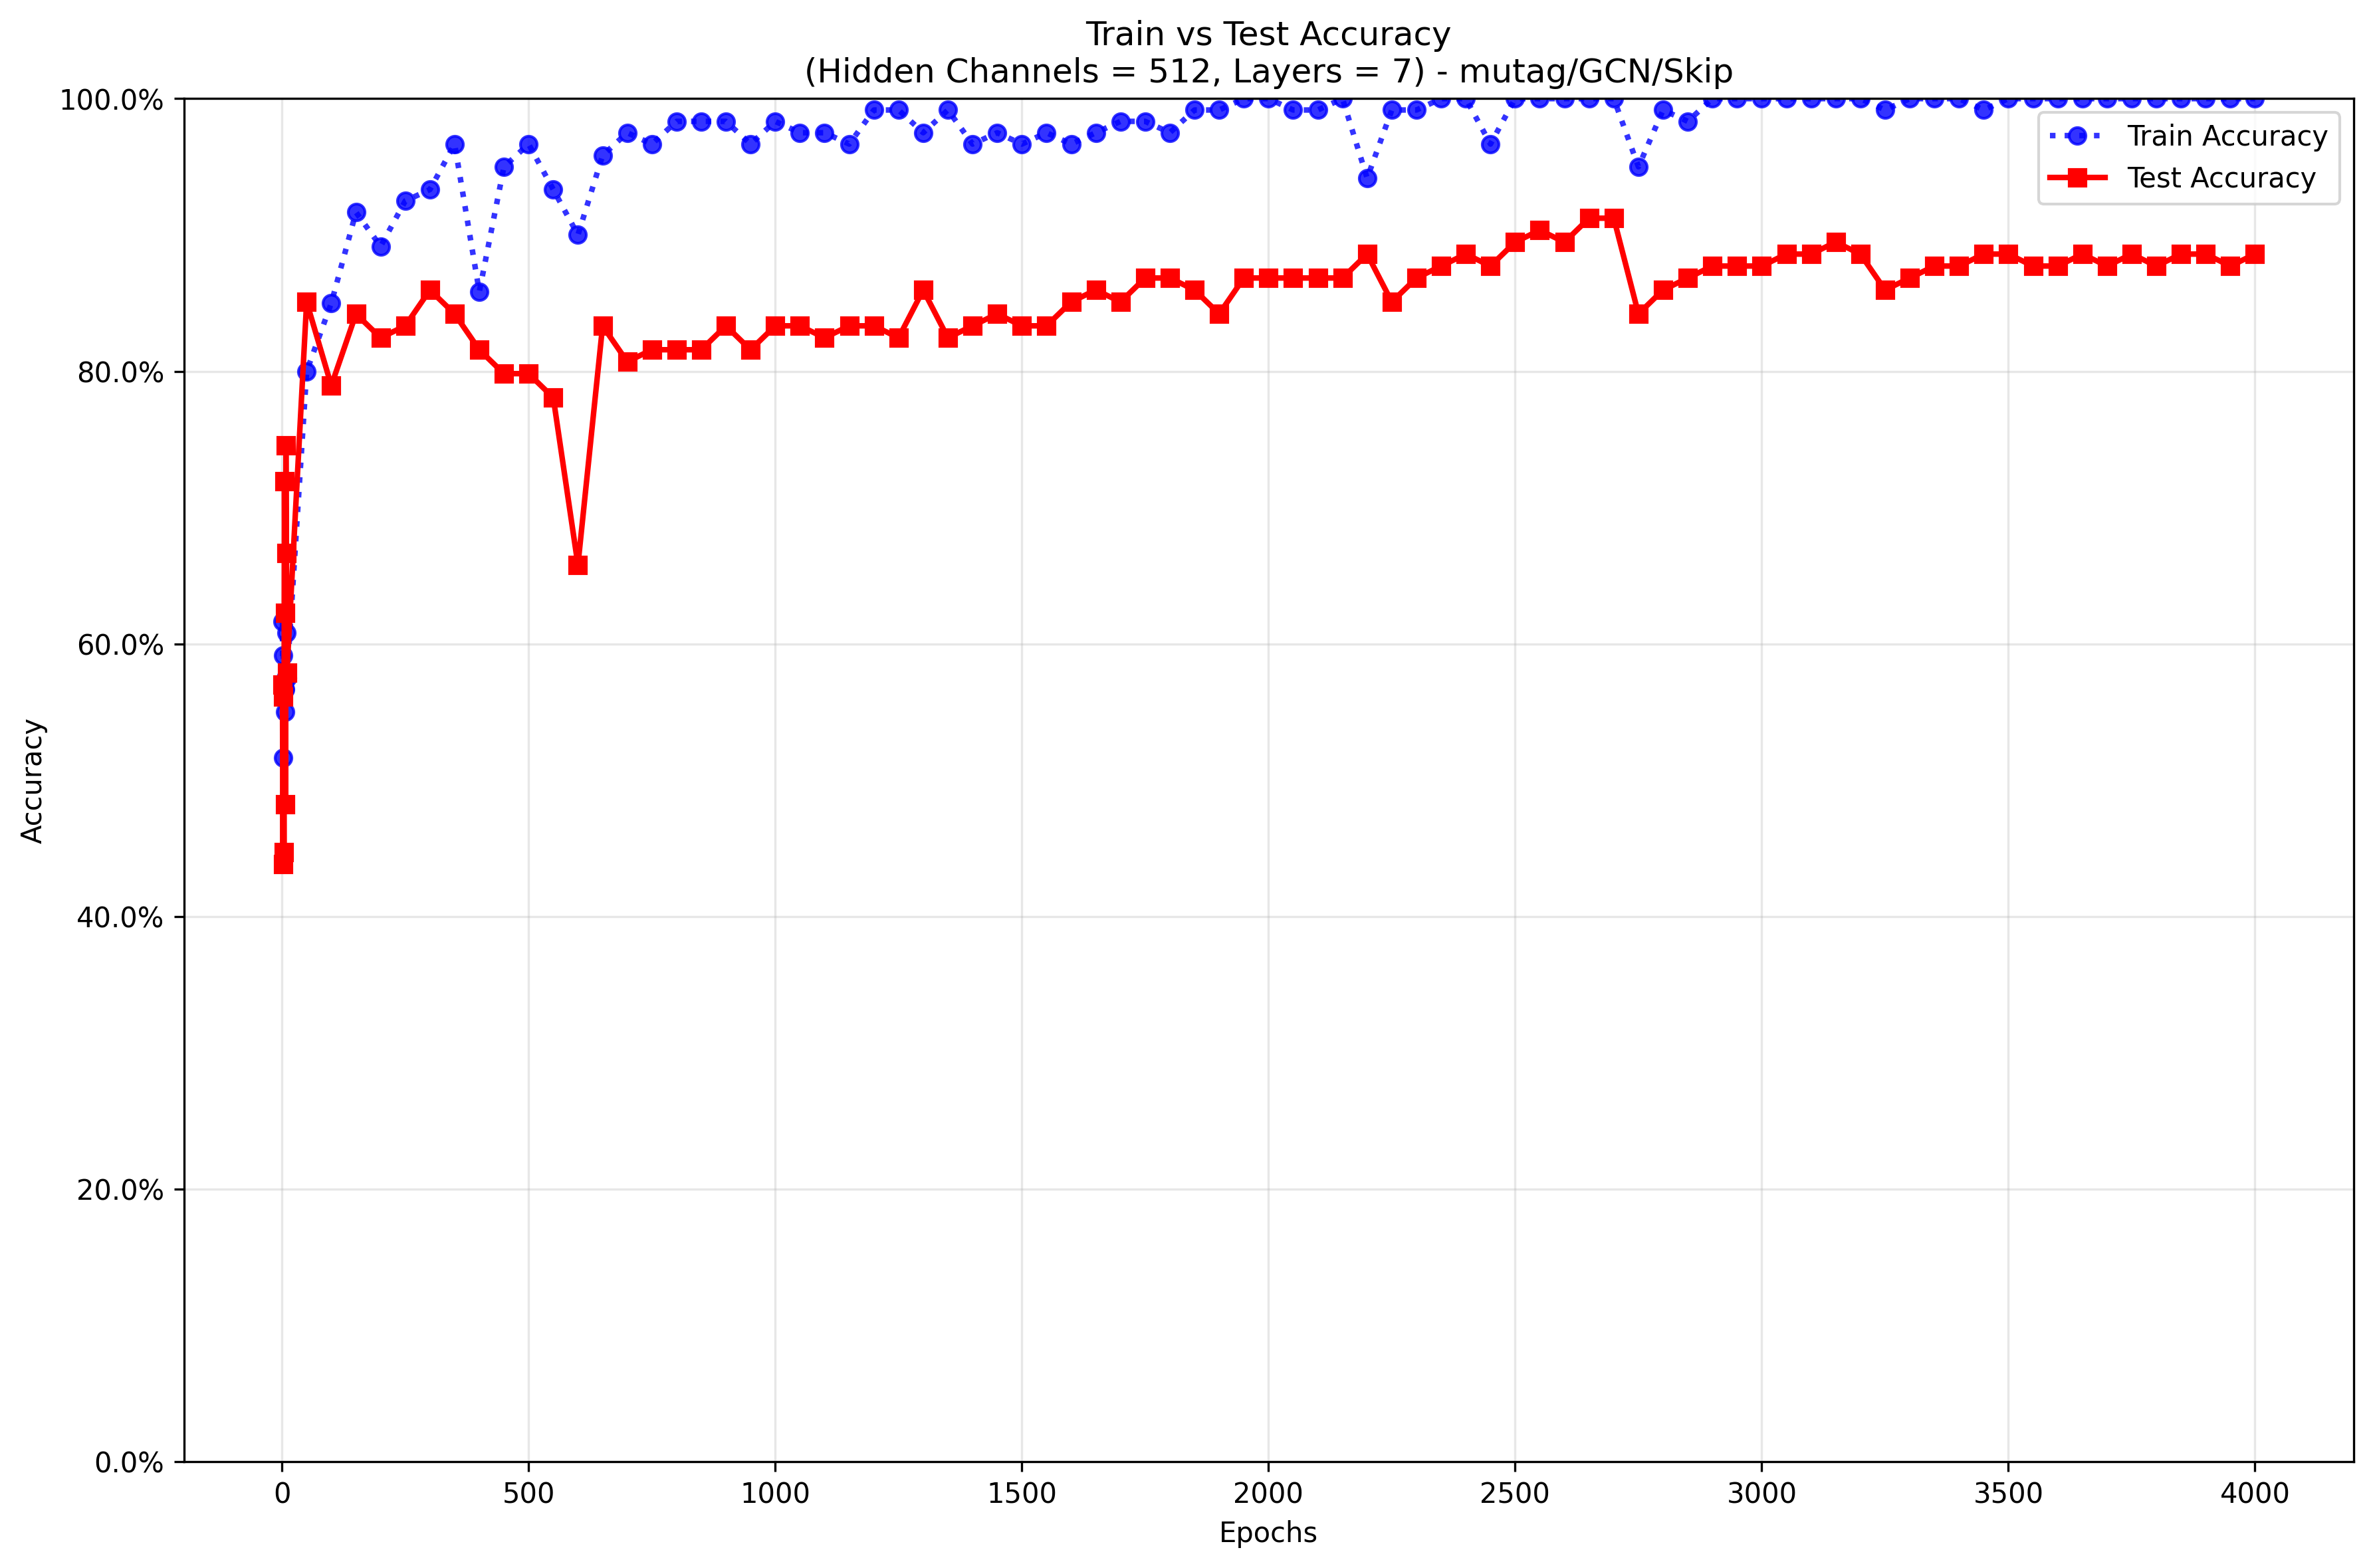 Train vs Test Accuracy
(Hidden Channels = 512, Layers = 7) - mutag/GCN/Skip
100.0%
80.0%
60.0%
40.0%
20.0%
0.0%
Accuracy
Train Accuracy
Test Accuracy
0 500 1000 1500 2000 2500 3000 3500 4000
Epochs